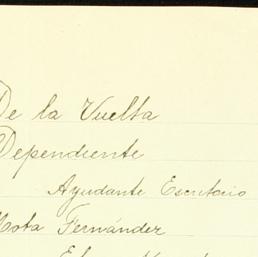 De la Vuelta
Dependiente
Ayudante Escritorio
Mota Fernández